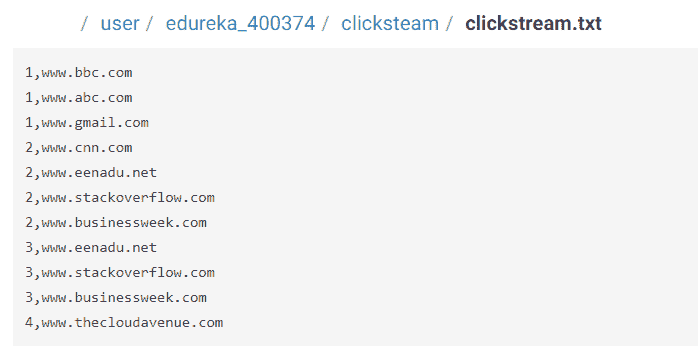 / user / edureka_400374 / clicksteam / clickstream.txt
1,www.bbc.com
1,www.abc.com
1,www.gmail.com
2,www.cnn.com
2,www.eenadu.net
2,www.stackoverflow.com
2,www.businessweek.com
3,www.eenadu.net
3,www.stackoverflow.com
3,www.businessweek.com
4,www.thecloudavenue.com